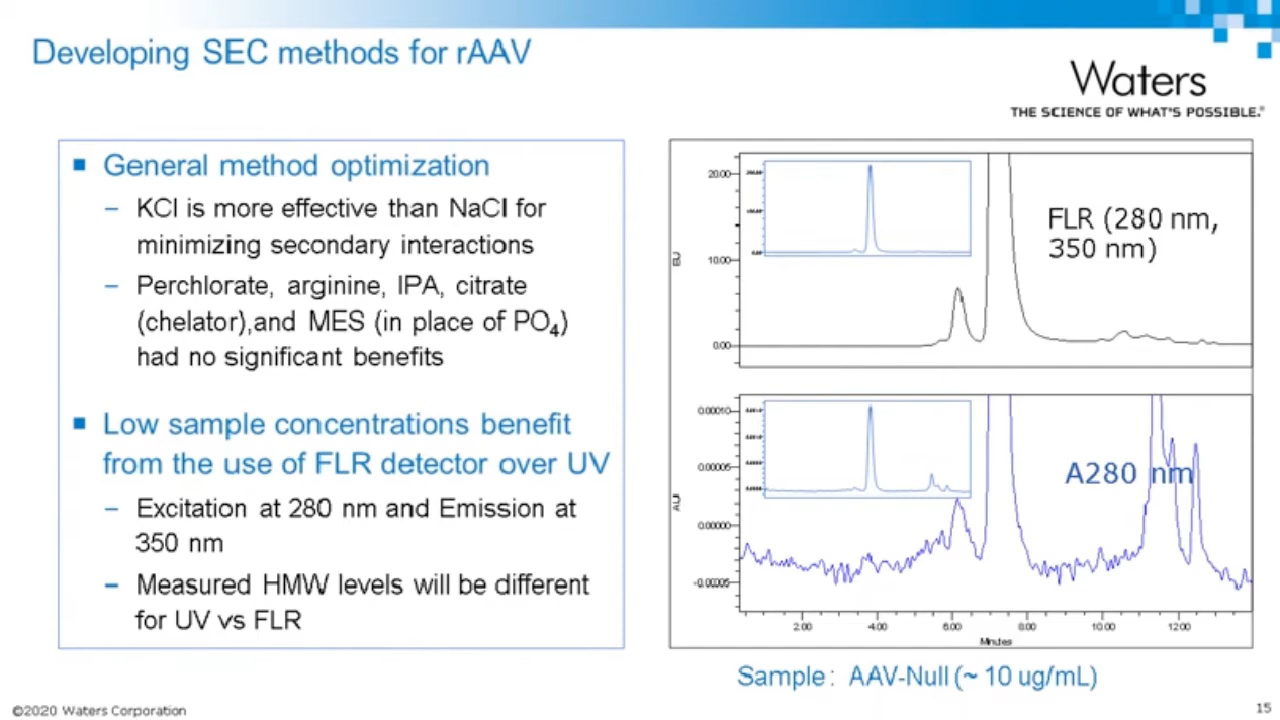 Developing SEC methods for rAAV
Waters
THE SCIENCE OF WHAT'S POSSIBLE.®
■ General method optimization
– KCl is more effective than NaCl for
minimizing secondary interactions
– Perchlorate, arginine, IPA, citrate
(chelator),and MES (in place of PO₄)
had no significant benefits
■ Low sample concentrations benefit
from the use of FLR detector over UV
– Excitation at 280 nm and Emission at
350 nm
– Measured HMW levels will be different
for UV vs FLR
FLR (280 nm,
350 nm)
EU
20.00
10.00
0.00
A280 nm
AU
0.00010
0.00005
0.00000
-0.00005
2.00 4.00 6.00 8.00 10.00 12.00
Minutes
Sample: AAV-Null (~ 10 ug/mL)
©2020 Waters Corporation
15